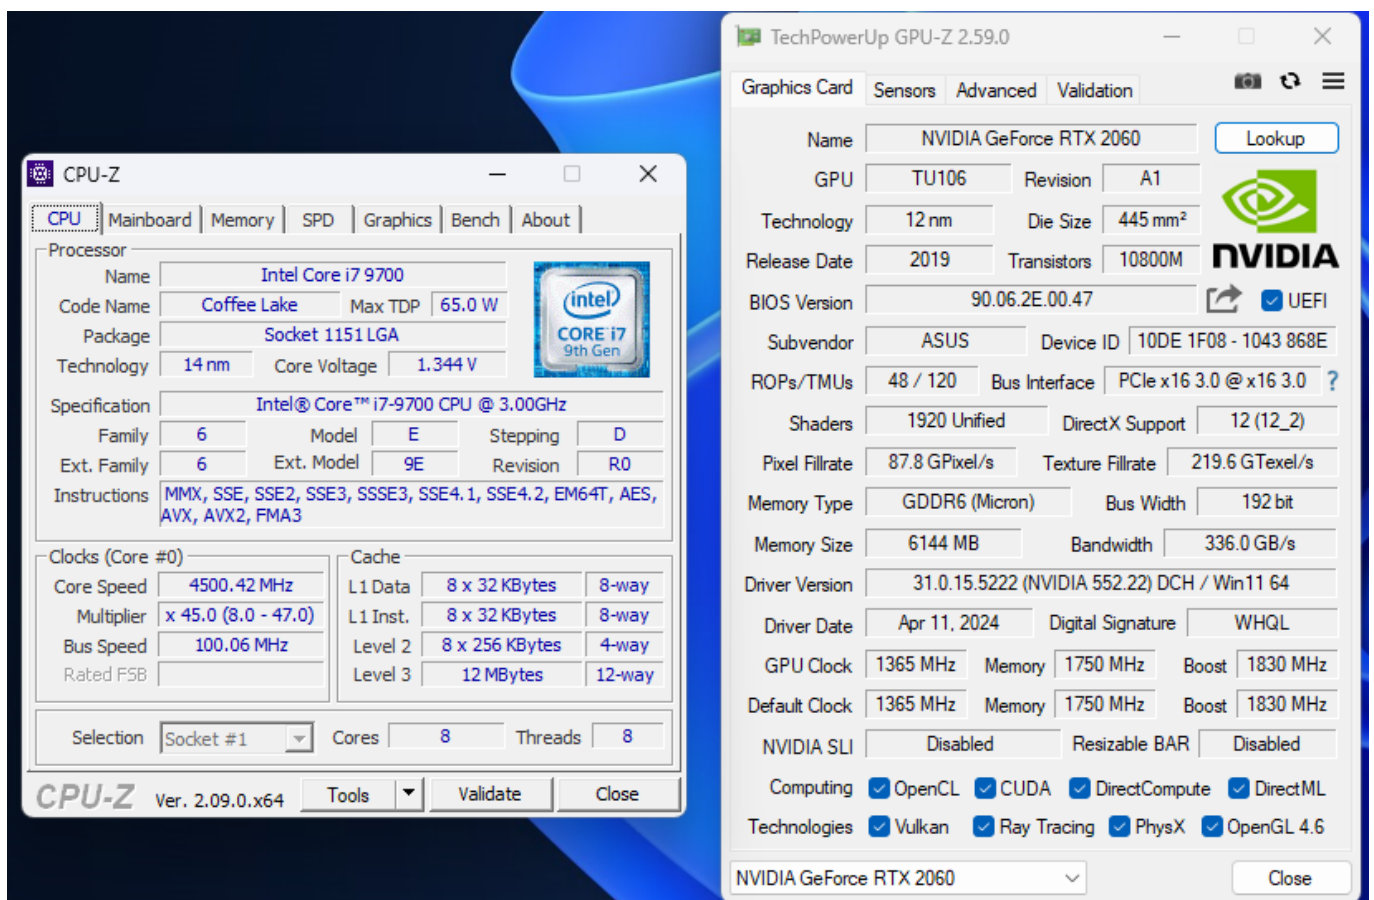 CPU-Z
CPU Mainboard Memory SPD Graphics Bench About
Processor
Name Intel Core i7 9700
Code Name Coffee Lake Max TDP 65.0 W
Package Socket 1151 LGA
Technology 14 nm Core Voltage 1.344 V
intel CORE i7 9th Gen
Specification Intel® Core™ i7-9700 CPU @ 3.00GHz
Family 6 Model E Stepping D
Ext. Family 6 Ext. Model 9E Revision R0
Instructions MMX, SSE, SSE2, SSE3, SSSE3, SSE4.1, SSE4.2, EM64T, AES,
AVX, AVX2, FMA3
Clocks (Core #0)
Core Speed 4500.42 MHz
Multiplier x 45.0 (8.0 - 47.0)
Bus Speed 100.06 MHz
Rated FSB
Cache
L1 Data 8 x 32 KBytes 8-way
L1 Inst. 8 x 32 KBytes 8-way
Level 2 8 x 256 KBytes 4-way
Level 3 12 MBytes 12-way
Selection Socket #1 Cores 8 Threads 8
CPU-Z Ver. 2.09.0.x64 Tools Validate Close
TechPowerUp GPU-Z 2.59.0
Graphics Card Sensors Advanced Validation
Name NVIDIA GeForce RTX 2060 Lookup
GPU TU106 Revision A1
Technology 12 nm Die Size 445 mm²
Release Date 2019 Transistors 10800M
NVIDIA
BIOS Version 90.06.2E.00.47 UEFI
Subvendor ASUS Device ID 10DE 1F08 - 1043 868E
ROPs/TMUs 48 / 120 Bus Interface PCIe x16 3.0 @ x16 3.0 ?
Shaders 1920 Unified DirectX Support 12 (12_2)
Pixel Fillrate 87.8 GPixel/s Texture Fillrate 219.6 GTexel/s
Memory Type GDDR6 (Micron) Bus Width 192 bit
Memory Size 6144 MB Bandwidth 336.0 GB/s
Driver Version 31.0.15.5222 (NVIDIA 552.22) DCH / Win11 64
Driver Date Apr 11, 2024 Digital Signature WHQL
GPU Clock 1365 MHz Memory 1750 MHz Boost 1830 MHz
Default Clock 1365 MHz Memory 1750 MHz Boost 1830 MHz
NVIDIA SLI Disabled Resizable BAR Disabled
Computing OpenCL CUDA DirectCompute DirectML
Technologies Vulkan Ray Tracing PhysX OpenGL 4.6
NVIDIA GeForce RTX 2060 Close